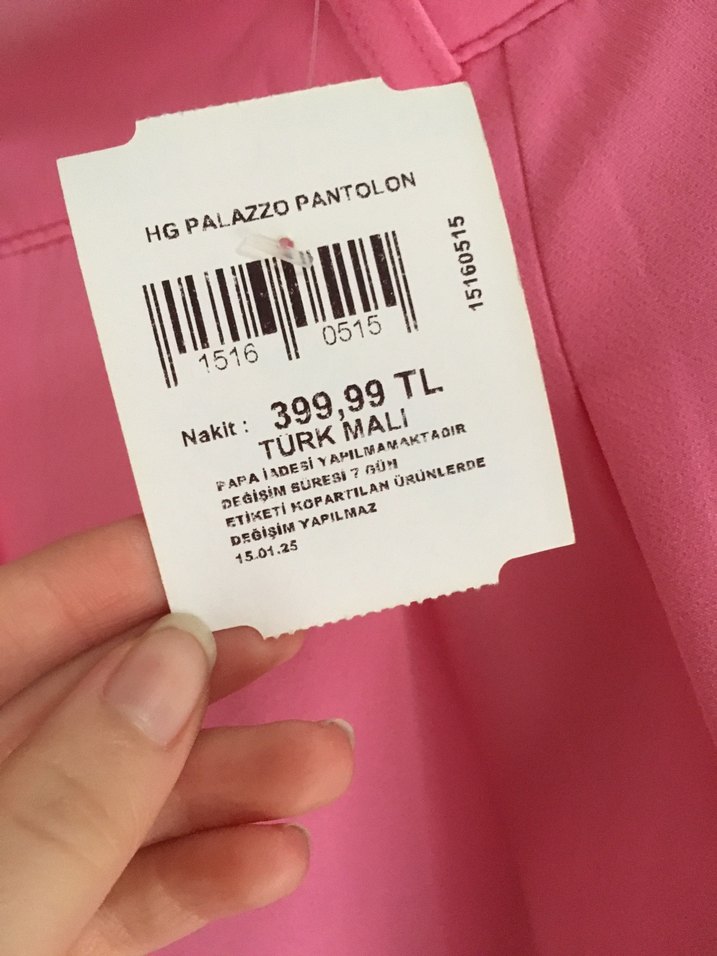 HG PALAZZO PANTOLON
15160515
1516 0515
Nakit : 399,99 TL
TÜRK MALI
PARA İADESİ YAPILMAMAKTADIR
DEĞİŞİM SÜRESİ 7 GÜN
ETİKETİ KOPARTILAN ÜRÜNLERDE
DEĞİŞİM YAPILMAZ
15.01.25